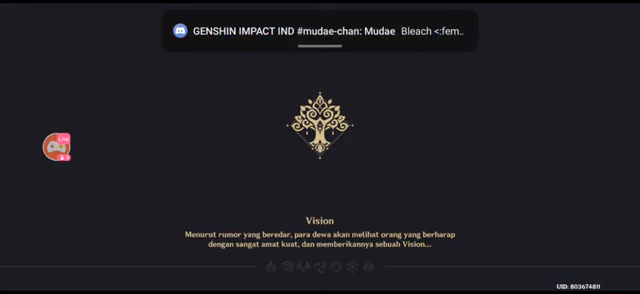 GENSHIN IMPACT IND #mudae-chan: Mudae Bleach <:fem..
Live
Vision
Menurut rumor yang beredar, para dewa akan melihat orang yang berharap
dengan sangat amat kuat, dan memberikannya sebuah Vision...
UID: 803674811